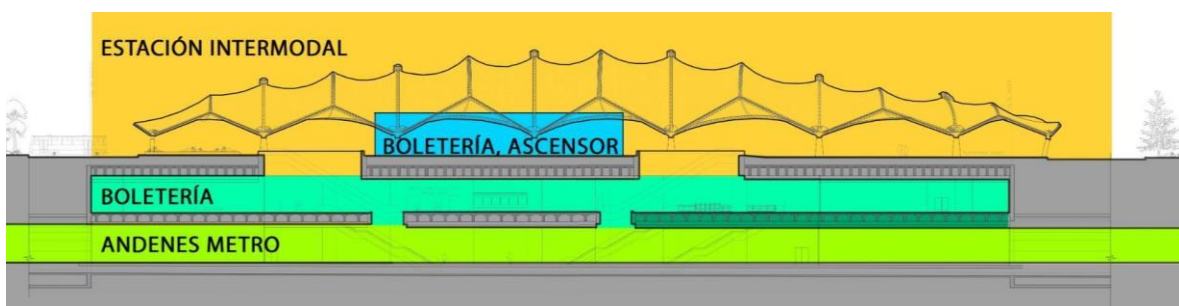 ESTACIÓN INTERMODAL
BOLETERÍA, ASCENSOR
BOLETERÍA
ANDENES METRO